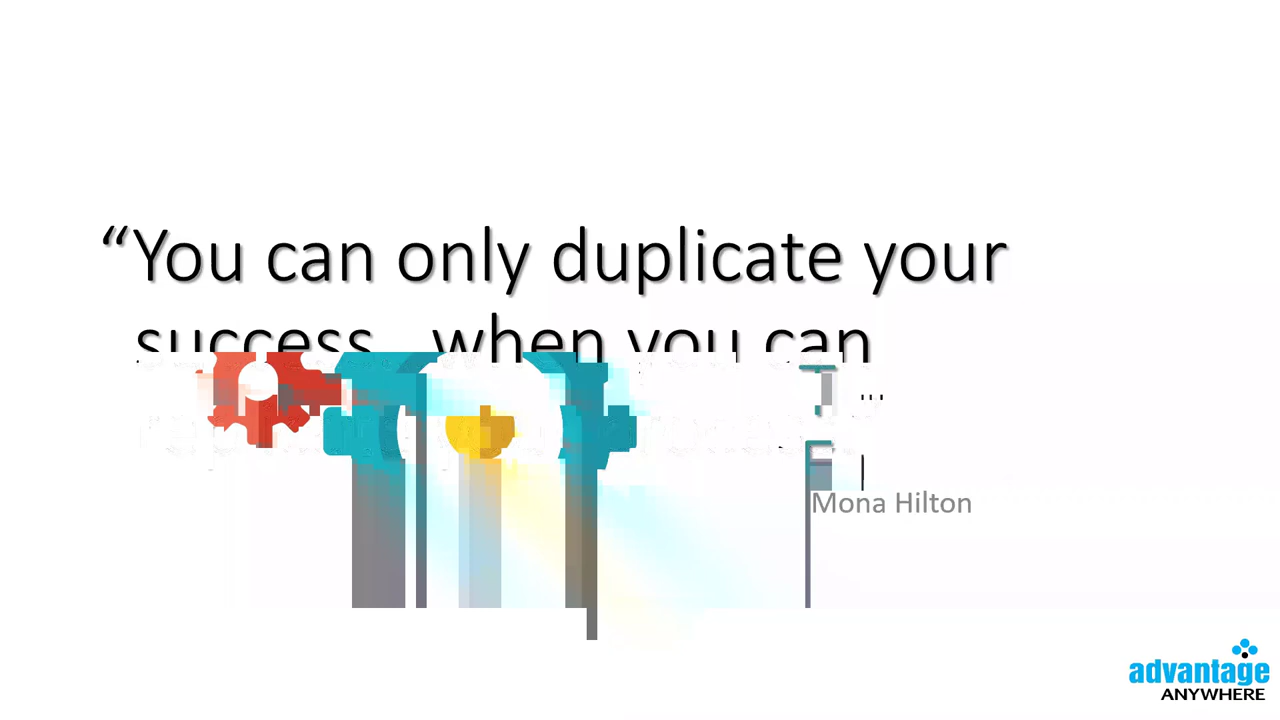 “You can only duplicate your
success when you can
Mona Hilton
advantage
ANYWHERE